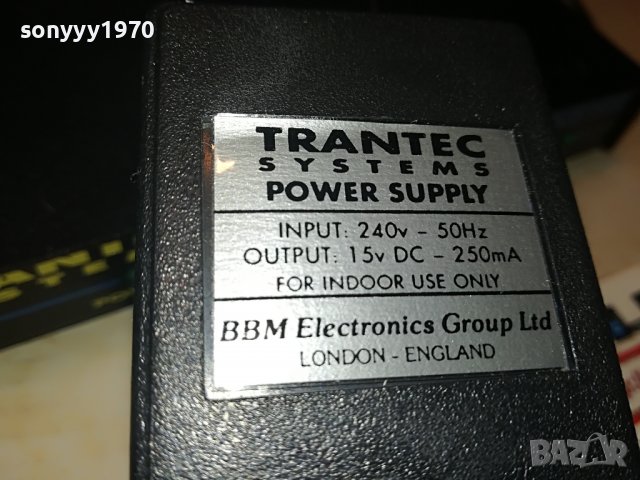 sonyyy1970
TRANTEC
SYSTEMS
POWER SUPPLY
INPUT: 240v - 50Hz
OUTPUT: 15v DC - 250mA
FOR INDOOR USE ONLY
BBM Electronics Group Ltd
LONDON - ENGLAND
BAZAR